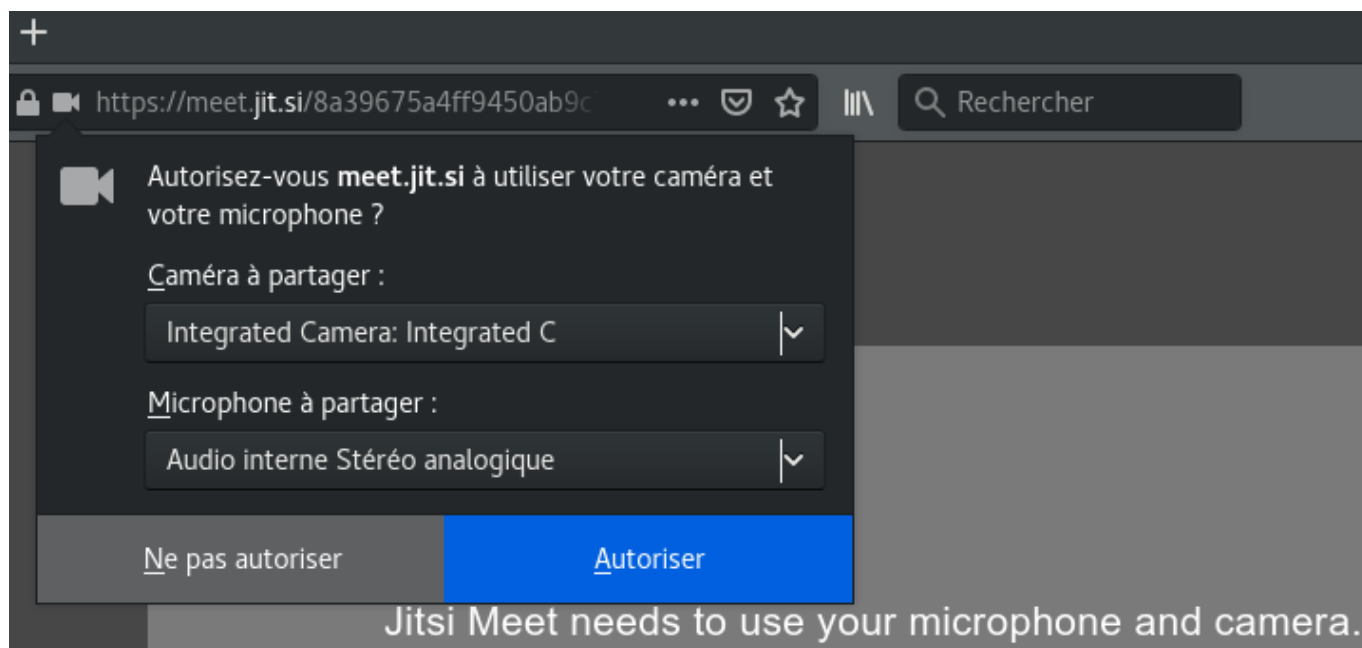 https://meet.jit.si/8a39675a4ff9450ab9c
Rechercher
Autorisez-vous meet.jit.si à utiliser votre caméra et
votre microphone ?
Caméra à partager :
Integrated Camera: Integrated C
Microphone à partager :
Audio interne Stéréo analogique
Ne pas autoriser
Autoriser
Jitsi Meet needs to use your microphone and camera.